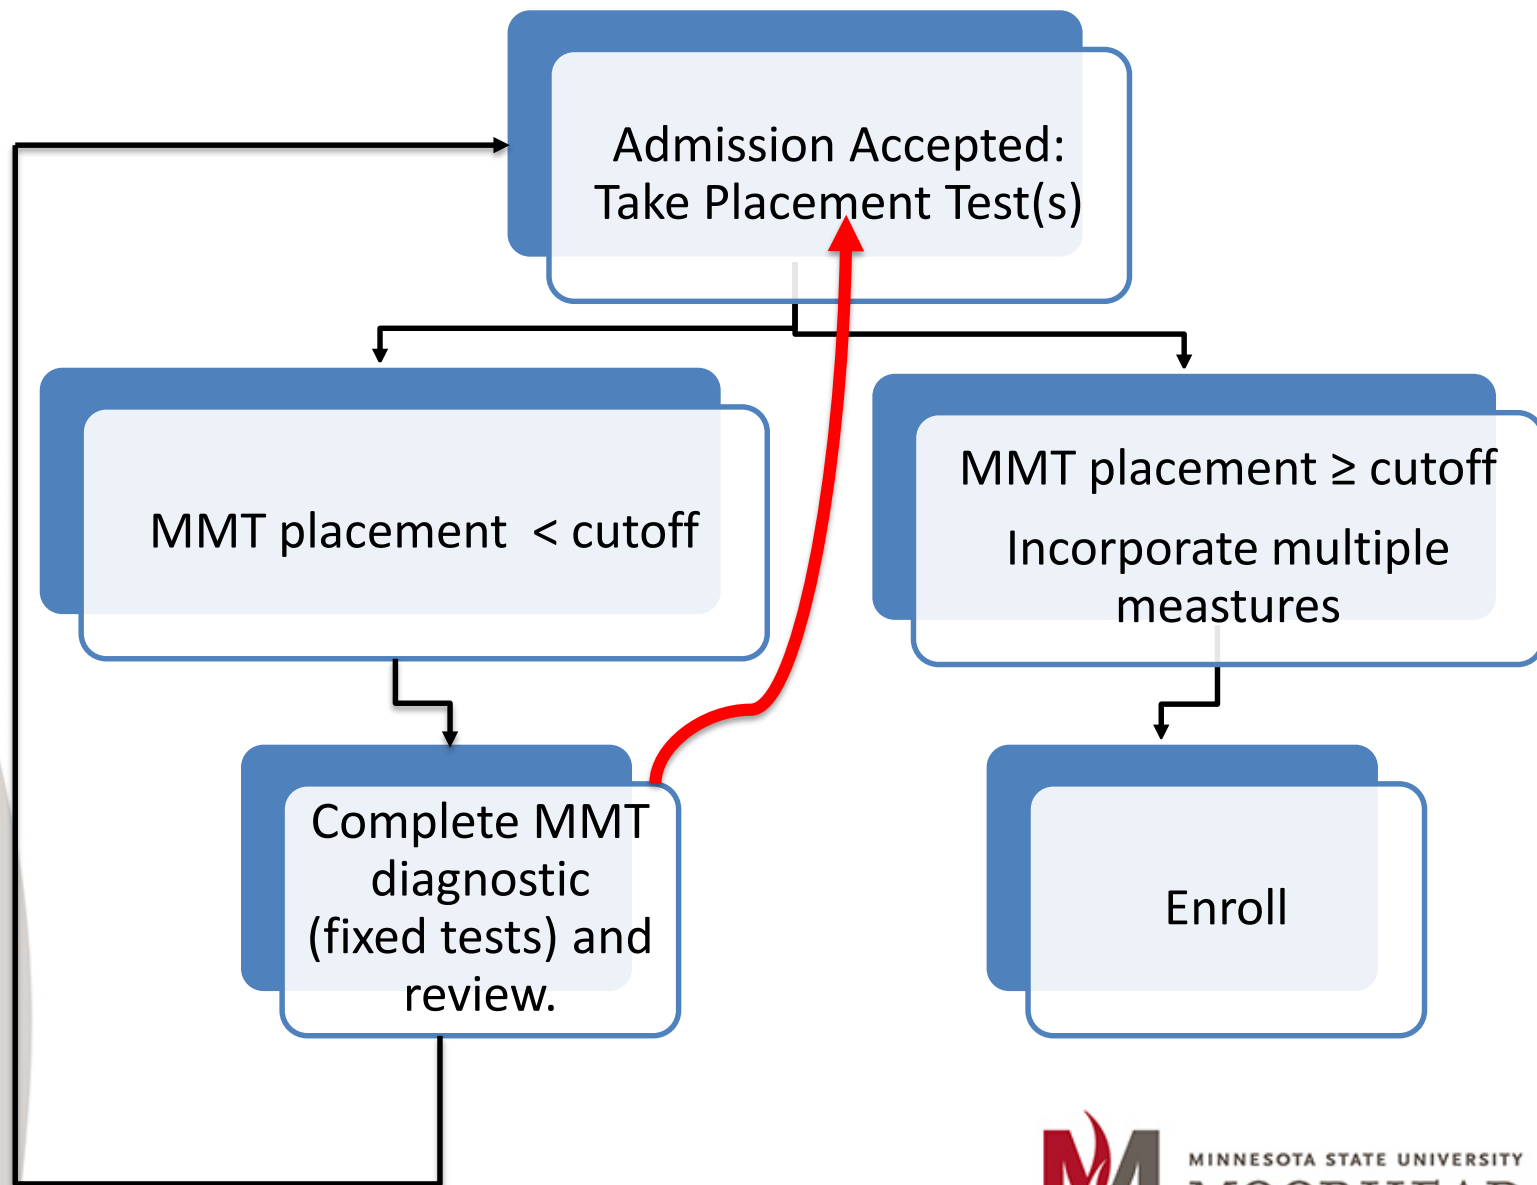 Admission Accepted:
Take Placement Test(s)
MMT placement < cutoff
MMT placement ≥ cutoff
Incorporate multiple
meastures
Complete MMT
diagnostic
(fixed tests) and
review.
Enroll
MINNESOTA STATE UNIVERSITY